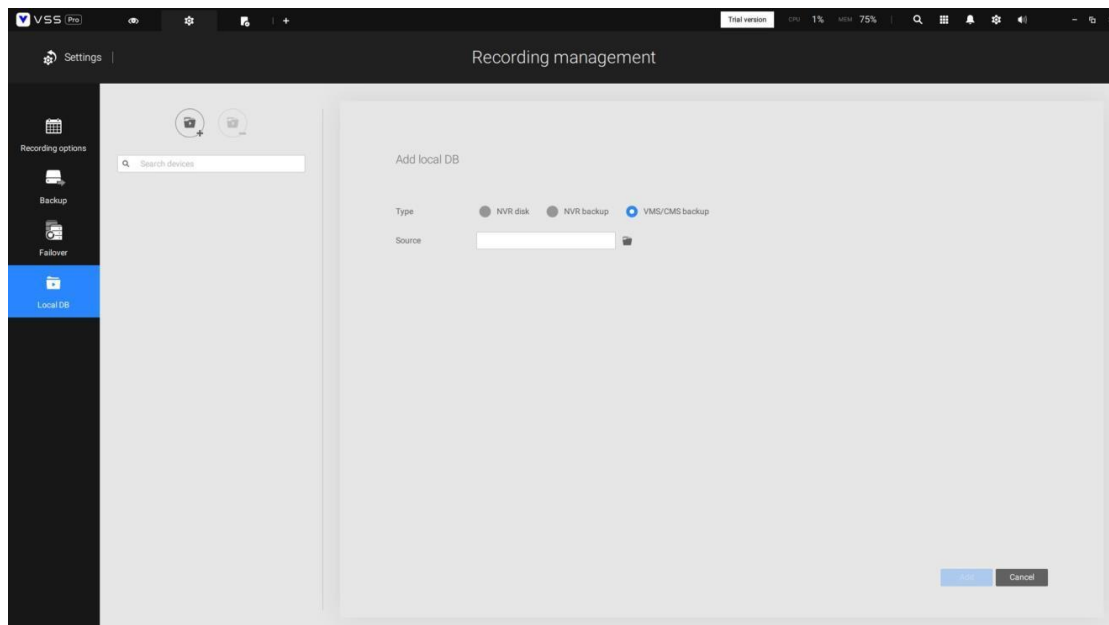 VSS Pro
Trial version
CPU 1% MEM 75%
Settings
Recording management
Recording options
Backup
Failover
Local DB
Search devices
Add local DB
Type NVR disk NVR backup VMS/CMS backup
Source
Add Cancel